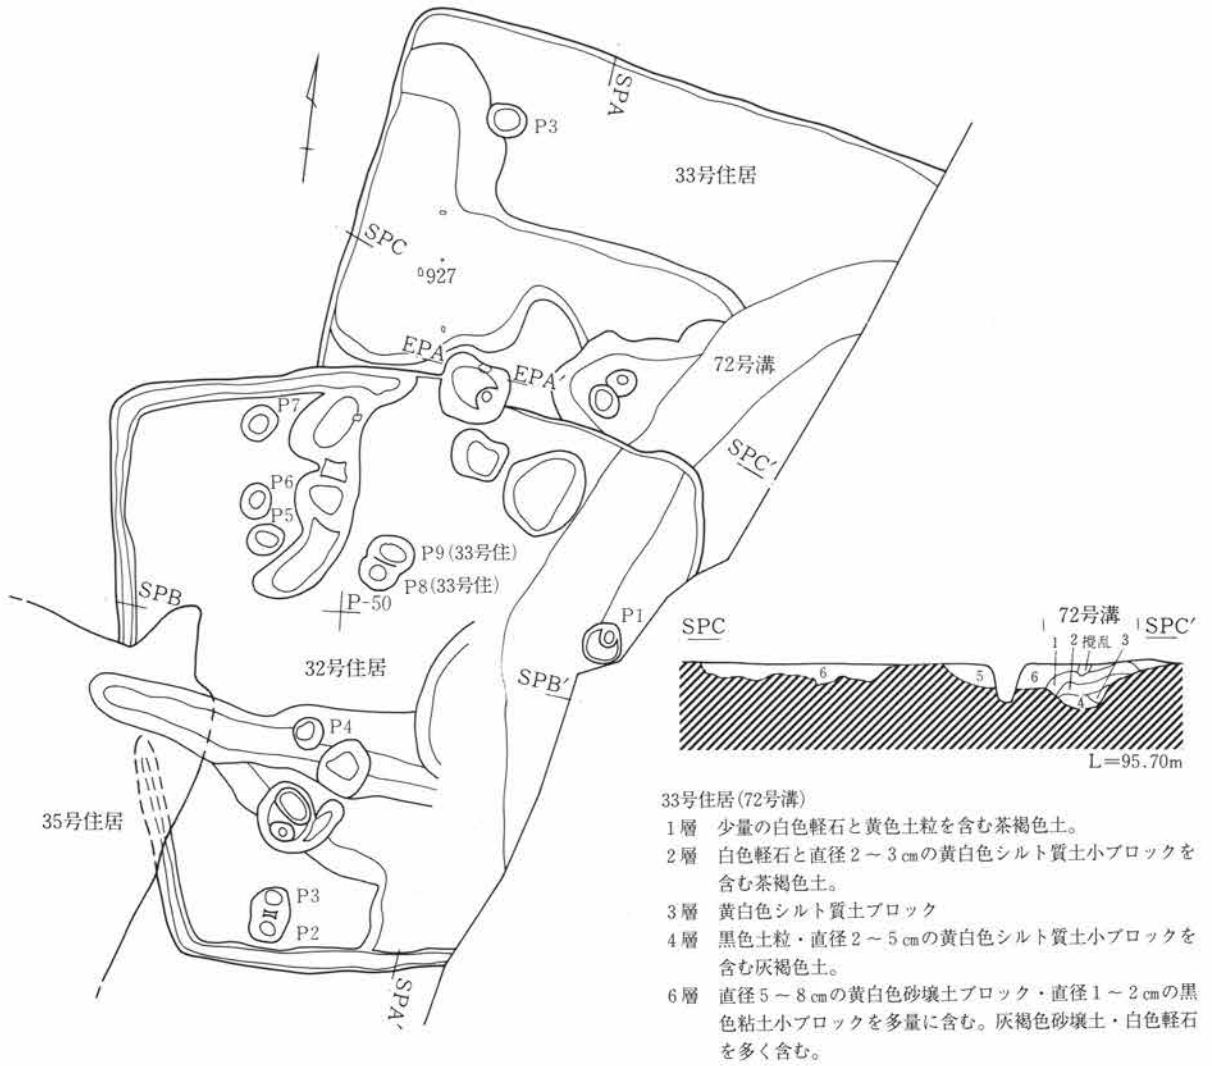 SPA
P3
33号住居
SPC
927
EPA
EPA′
72号溝
SPC′
P7
P6
P5
P9(33号住)
P8(33号住)
SPB
P-50
P1
32号住居
SPB′
P4
35号住居
P3
P2
SPA′
SPC
72号溝
SPC′
1 2 攪乱 3
6 5 6 4
L=95.70m
33号住居(72号溝)
1層 少量の白色軽石と黄色土粒を含む茶褐色土。
2層 白色軽石と直径2～3㎝の黄白色シルト質土小ブロックを
含む茶褐色土。
3層 黄白色シルト質土ブロック
4層 黒色土粒・直径2～5㎝の黄白色シルト質土小ブロックを
含む灰褐色土。
6層 直径5～8㎝の黄白色砂壌土ブロック・直径1～2㎝の黒
色粘土小ブロックを多量に含む。灰褐色砂壌土・白色軽石
を多く含む。